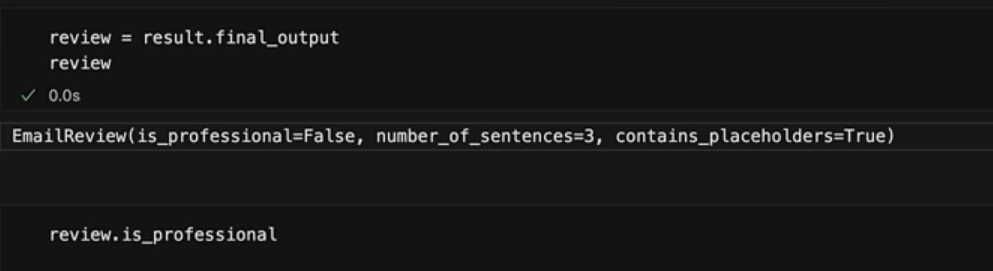 review = result.final_output
review
✓ 0.0s
EmailReview(is_professional=False, number_of_sentences=3, contains_placeholders=True)
review.is_professional